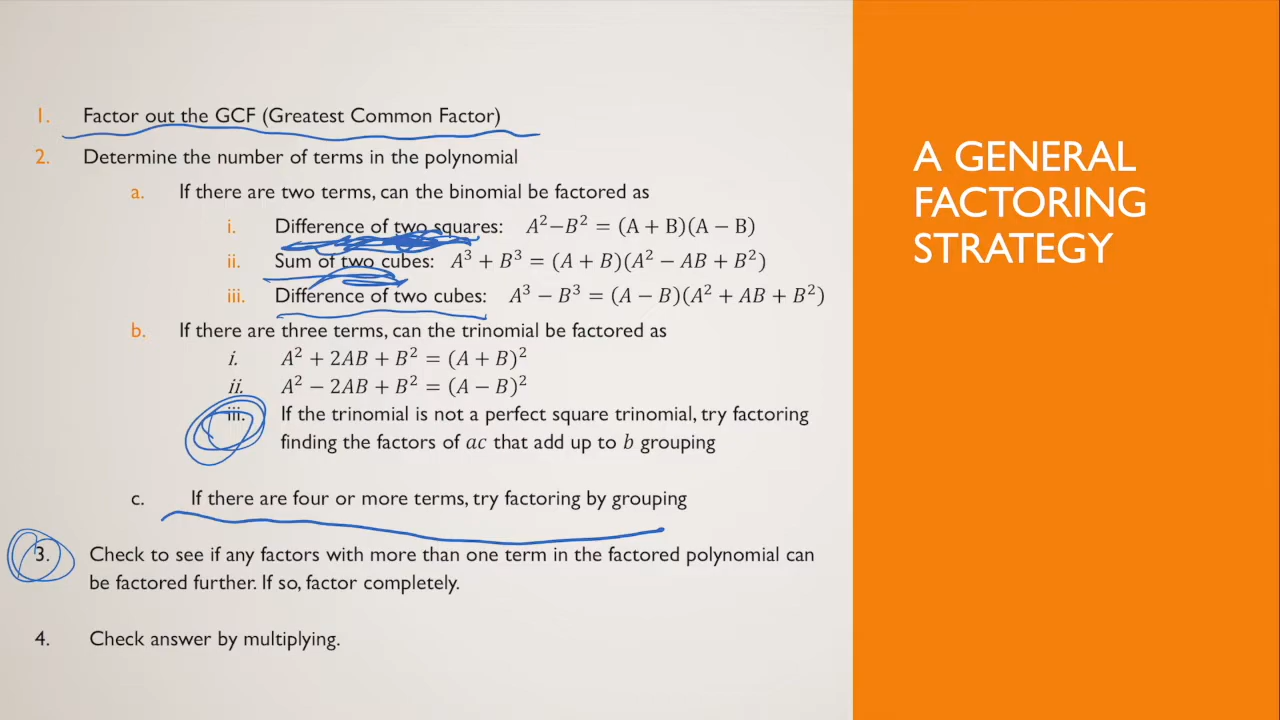 1. Factor out the GCF (Greatest Common Factor)
2. Determine the number of terms in the polynomial
a. If there are two terms, can the binomial be factored as
i. Difference of two squares: A²−B² = (A + B)(A − B)
ii. Sum of two cubes: A³ + B³ = (A + B)(A² − AB + B²)
iii. Difference of two cubes: A³ − B³ = (A − B)(A² + AB + B²)
b. If there are three terms, can the trinomial be factored as
i. A² + 2AB + B² = (A + B)²
ii. A² − 2AB + B² = (A − B)²
iii. If the trinomial is not a perfect square trinomial, try factoring
finding the factors of ac that add up to b grouping
c. If there are four or more terms, try factoring by grouping
3. Check to see if any factors with more than one term in the factored polynomial can
be factored further. If so, factor completely.
4. Check answer by multiplying.
A GENERAL
FACTORING
STRATEGY